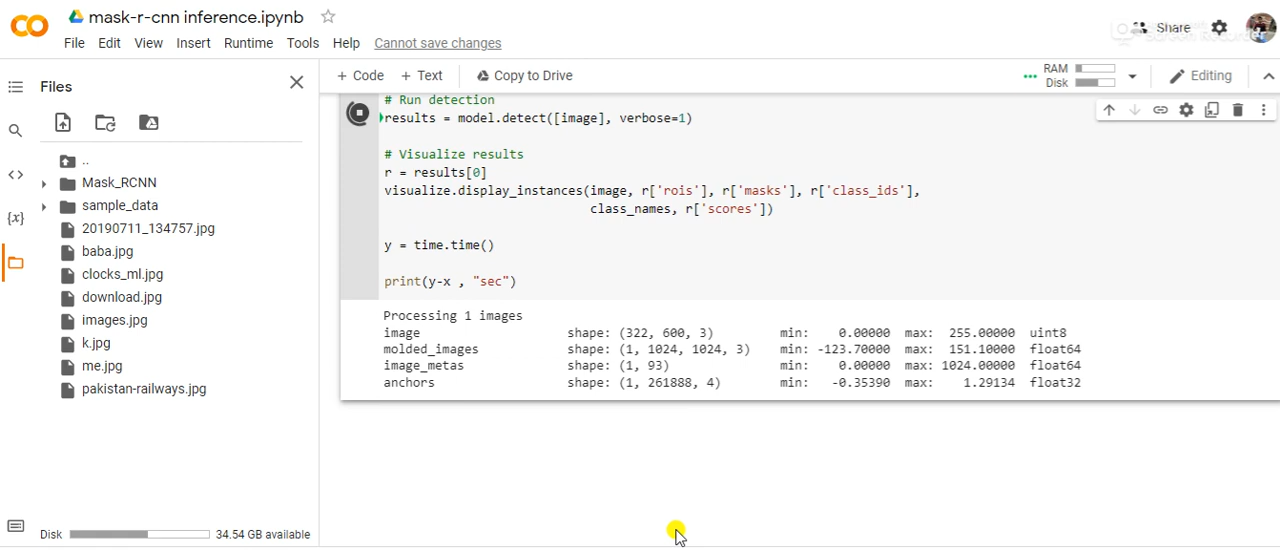 mask-r-cnn inference.ipynb
File Edit View Insert Runtime Tools Help Cannot save changes
Share
Files
+ Code + Text Copy to Drive
RAM
Disk
Editing
..
Mask_RCNN
sample_data
20190711_134757.jpg
baba.jpg
clocks_ml.jpg
download.jpg
images.jpg
k.jpg
me.jpg
pakistan-railways.jpg
Disk 34.54 GB available
# Run detection
results = model.detect([image], verbose=1)
# Visualize results
r = results[0]
visualize.display_instances(image, r['rois'], r['masks'], r['class_ids'],
class_names, r['scores'])
y = time.time()
print(y-x , "sec")
Processing 1 images
image shape: (322, 600, 3) min: 0.00000 max: 255.00000 uint8
molded_images shape: (1, 1024, 1024, 3) min: -123.70000 max: 151.10000 float64
image_metas shape: (1, 93) min: 0.00000 max: 1024.00000 float64
anchors shape: (1, 261888, 4) min: -0.35390 max: 1.29134 float32